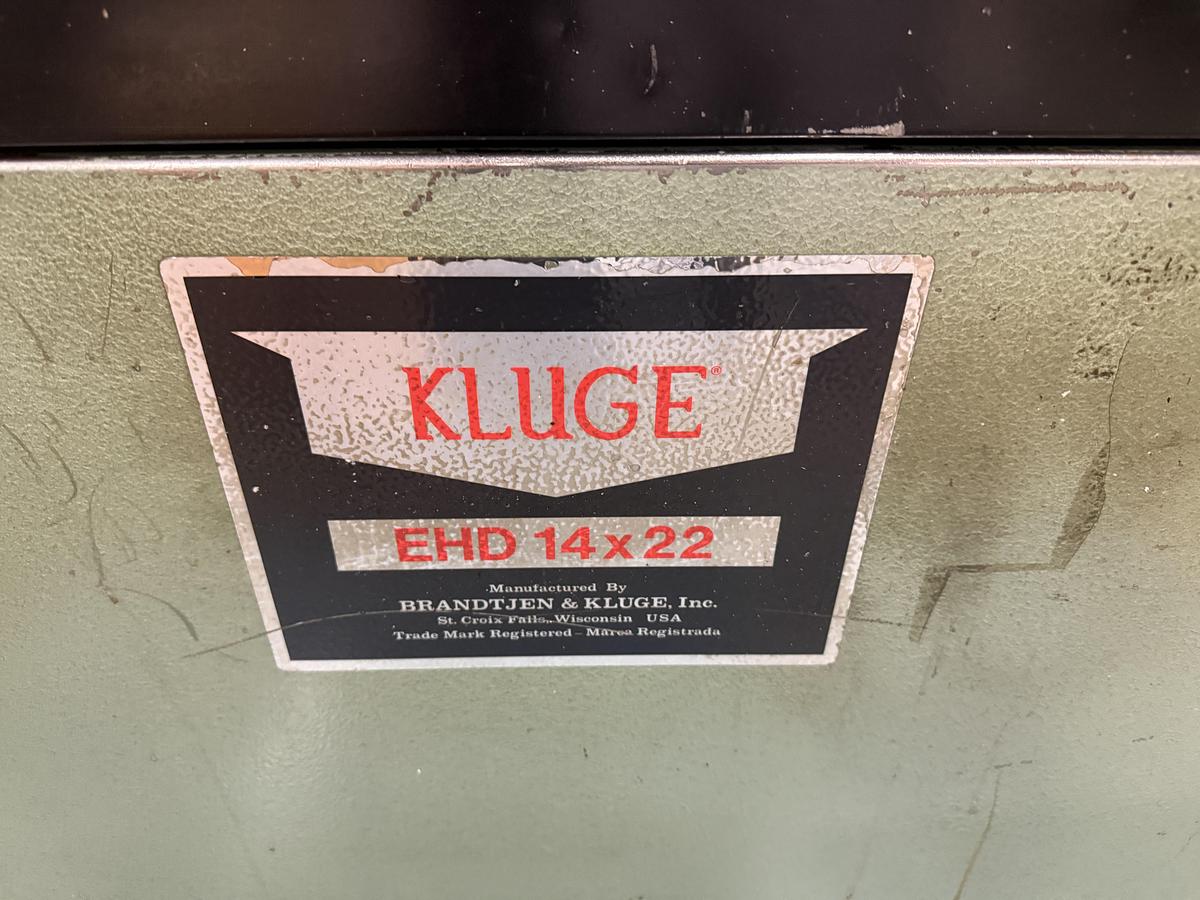 KLUGE®
EHD 14x22
Manufactured By
BRANDTJEN & KLUGE, Inc.
St. Croix Falls, Wisconsin USA
Trade Mark Registered – Marca Registrada